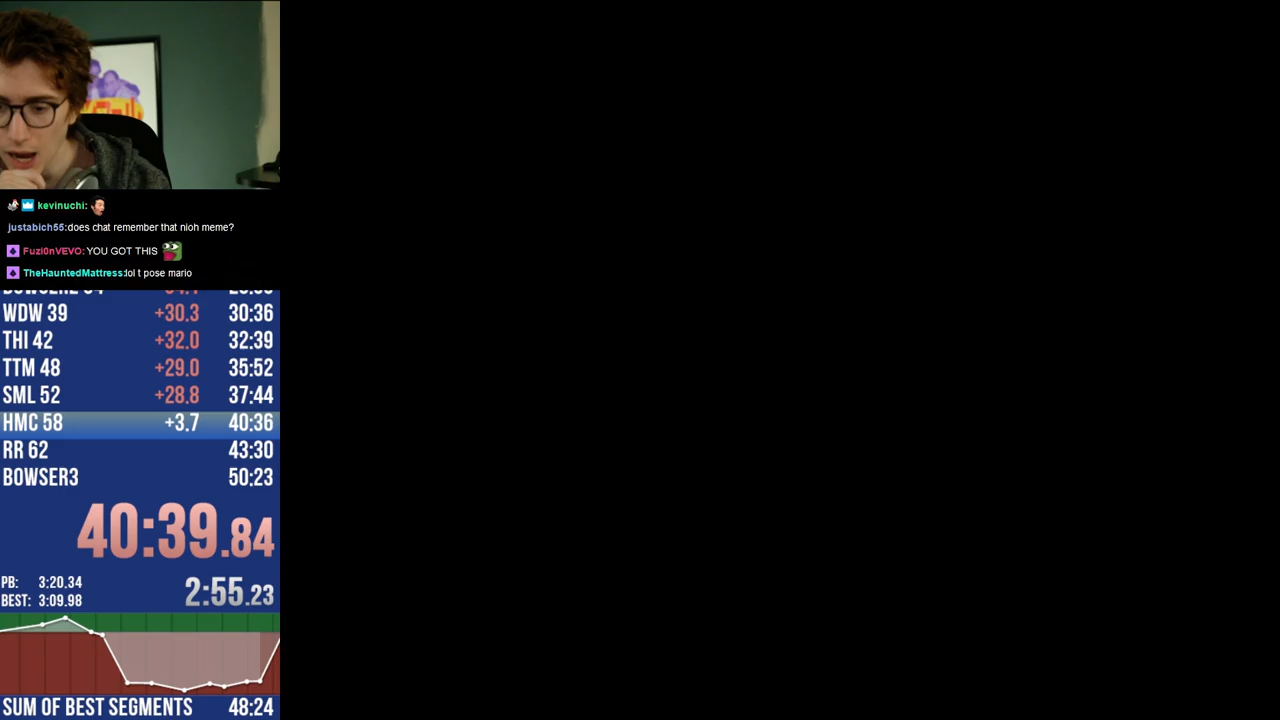 kevinuchi:
justabich55:does chat remember that nioh meme?
Fuzi0nVEVO: YOU GOT THIS
TheHauntedMattress:lol t pose mario
WDW 39 +30.3 30:36
THI 42 +32.0 32:39
TTM 48 +29.0 35:52
SML 52 +28.8 37:44
HMC 58 +3.7 40:36
RR 62 43:30
BOWSER3 50:23
40:39.84
PB: 3:20.34
BEST: 3:09.98
2:55.23
SUM OF BEST SEGMENTS 48:24